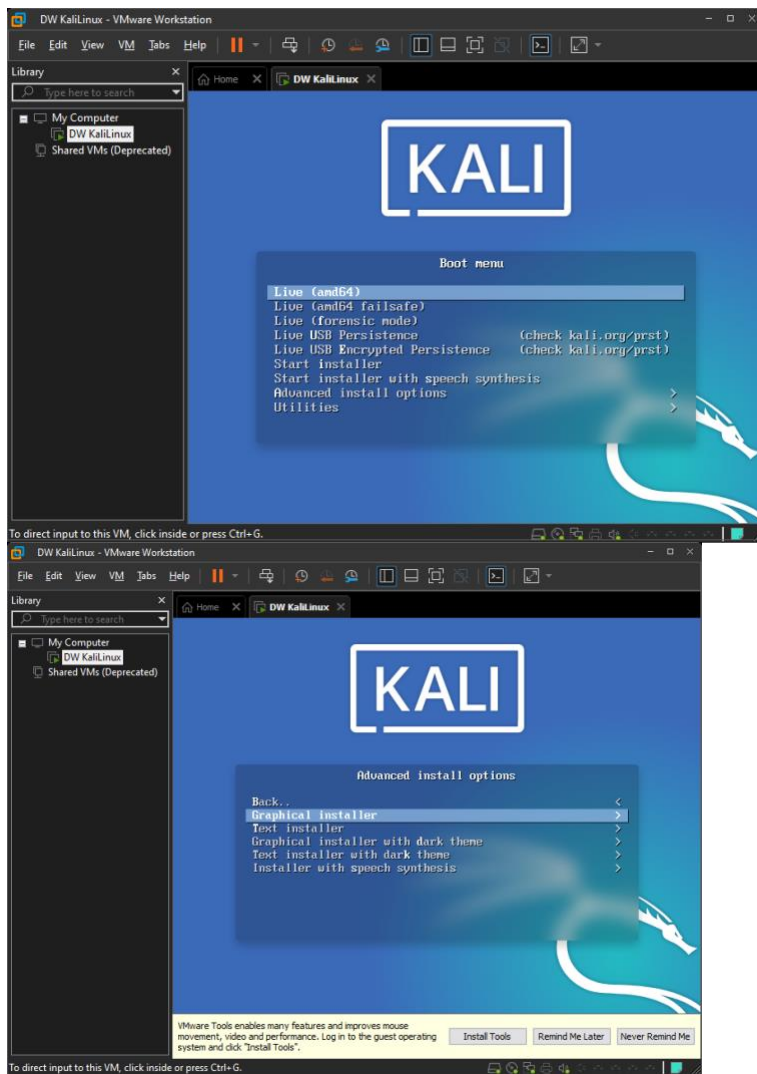 DW KaliLinux - VMware Workstation
File Edit View VM Tabs Help
Library
Type here to search
Home
DW KaliLinux
My Computer
DW KaliLinux
Shared VMs (Deprecated)
KALI
Boot menu
Live (amd64)
Live (amd64 failsafe)
Live (forensic mode)
Live USB Persistence (check kali.org/prst)
Live USB Encrypted Persistence (check kali.org/prst)
Start installer
Start installer with speech synthesis
Advanced install options >
Utilities >
To direct input to this VM, click inside or press Ctrl+G.
DW KaliLinux - VMware Workstation
File Edit View VM Tabs Help
Library
Type here to search
Home
DW KaliLinux
My Computer
DW KaliLinux
Shared VMs (Deprecated)
KALI
Advanced install options
Back.. <
Graphical installer >
Text installer >
Graphical installer with dark theme >
Text installer with dark theme >
Installer with speech synthesis >
VMware Tools enables many features and improves mouse
movement, video and performance. Log in to the guest operating
system and click "Install Tools".
Install Tools Remind Me Later Never Remind Me
To direct input to this VM, click inside or press Ctrl+G.